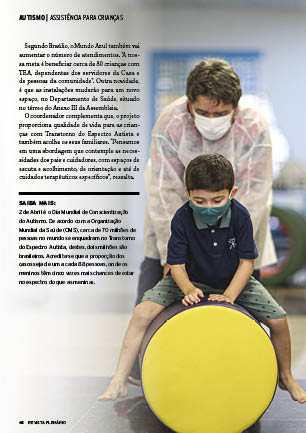 AUTISMO | ASSISTÊNCIA PARA CRIANÇAS
Segundo Braúlio, o Mundo Azul também vai
aumentar o número de atendimentos. "A nos-
sa meta é beneficiar cerca de 80 crianças com
TEA, dependentes dos servidores da Casa e
de pessoas da comunidade". Outra novidade,
é que as instalações mudarão para um novo
espaço, no Departamento de Saúde, situado
no térreo do Anexo III da Assembleia.
O coordenador complementa que, o projeto
proporciona qualidade de vida para as crian-
ças com Transtorno do Espectro Autista e
também acolhe os seus familiares. "Pensamos
em uma abordagem que contemple as neces-
sidades dos pais e cuidadores, com espaços de
escuta e acolhimento, de orientação e até de
cuidados terapêuticos específicos", ressalta.
SAIBA MAIS:
2 de Abril é o Dia Mundial de Conscientização
do Autismo. De acordo com a Organização
Mundial da Saúde (OMS), cerca de 70 milhões de
pessoas no mundo se enquadram no Transtorno
do Espectro Autista, destes, dois milhões são
brasileiros. Acredita-se que a proporção dos
casos seja de um a cada 88 pessoas, onde os
meninos têm cinco vezes mais chances de estar
no espectro do que as meninas.
REVISTA PLENÁRIO